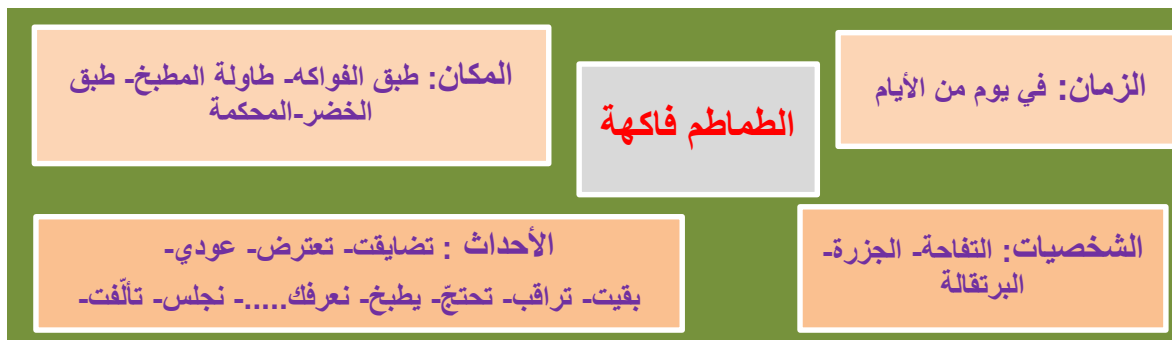 الزمان: في يوم من الأيام
الطماطم فاكهة
المكان: طبق الفواكه- طاولة المطبخ- طبق
الخضر-المحكمة
الشخصيات: التفاحة- الجزرة-
البرتقالة
الأحداث : تضايقت- تعترض- عودي-
بقيت- تراقب- تحتجّ- يطبخ- نعرفك.....- نجلس- تألّفت-